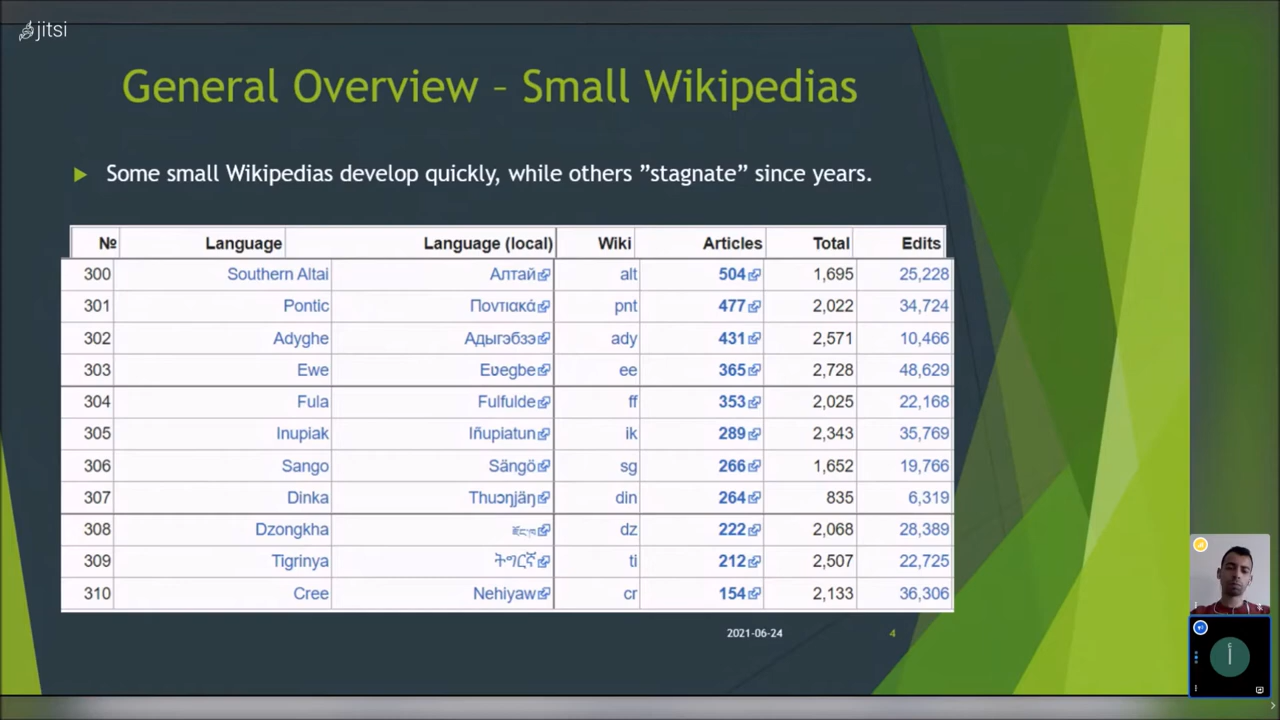 jitsi
General Overview – Small Wikipedias
Some small Wikipedias develop quickly, while others ”stagnate” since years.
№ Language Language (local) Wiki Articles Total Edits
300 Southern Altai Алтай alt 504 1,695 25,228
301 Pontic Ποντιακά pnt 477 2,022 34,724
302 Adyghe Адыгэбзэ ady 431 2,571 10,466
303 Ewe Eʋegbe ee 365 2,728 48,629
304 Fula Fulfulde ff 353 2,025 22,168
305 Inupiak Iñupiatun ik 289 2,343 35,769
306 Sango Sängö sg 266 1,652 19,766
307 Dinka Thuɔŋjäŋ din 264 835 6,319
308 Dzongkha dz 222 2,068 28,389
309 Tigrinya ትግርኛ ti 212 2,507 22,725
310 Cree Nehiyaw cr 154 2,133 36,306
2021-06-24 4